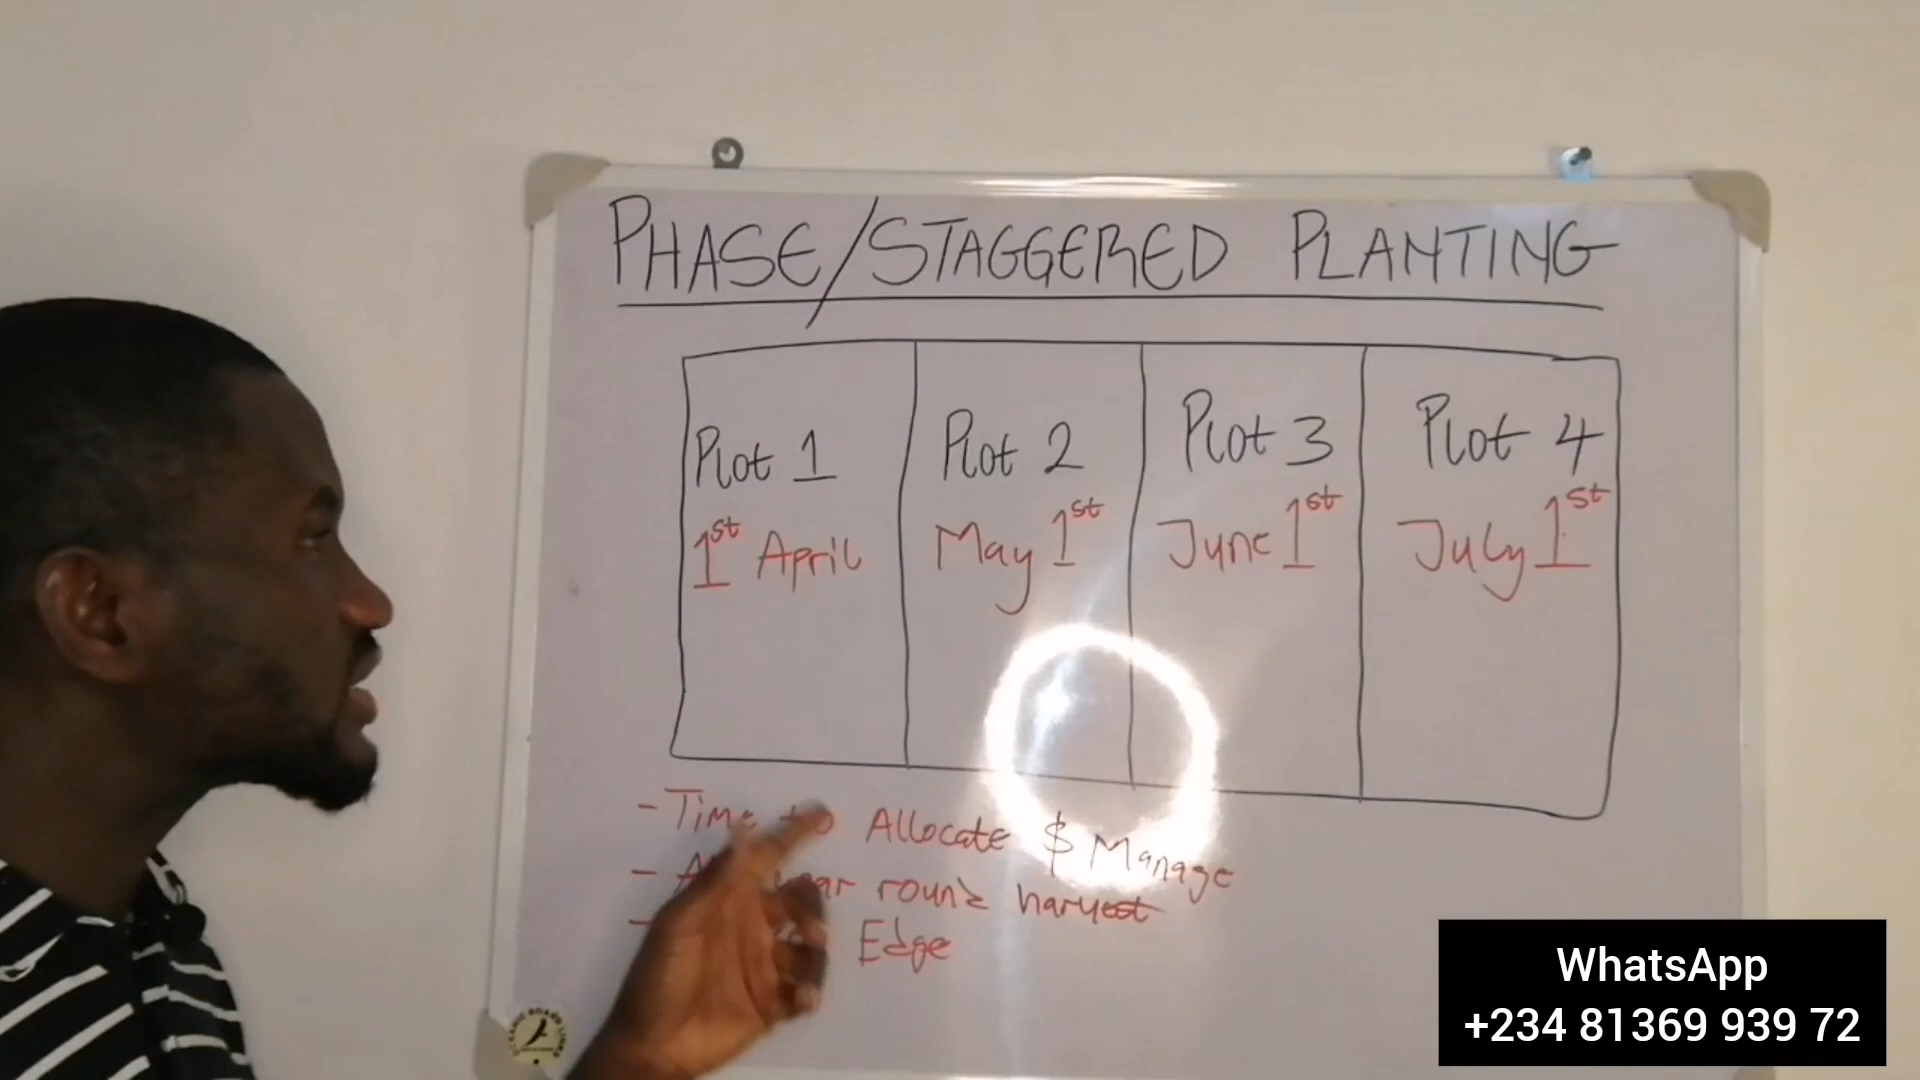 PHASE/STAGGERED PLANTING
Plot 1 Plot 2 Plot 3 Plot 4
1st April May 1st June 1st July 1st
- Time to Allocate $ Manage
- year round harvest
- Edge
WhatsApp
+234 81369 939 72